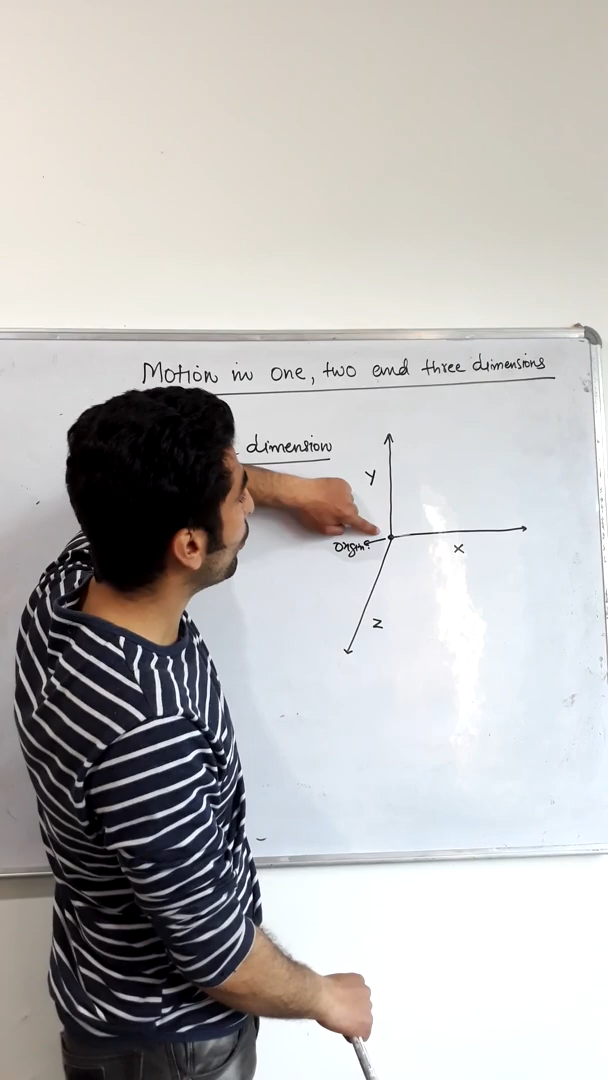 Motion in one, two and three dimensions
dimension
Y
Origin
X
Z